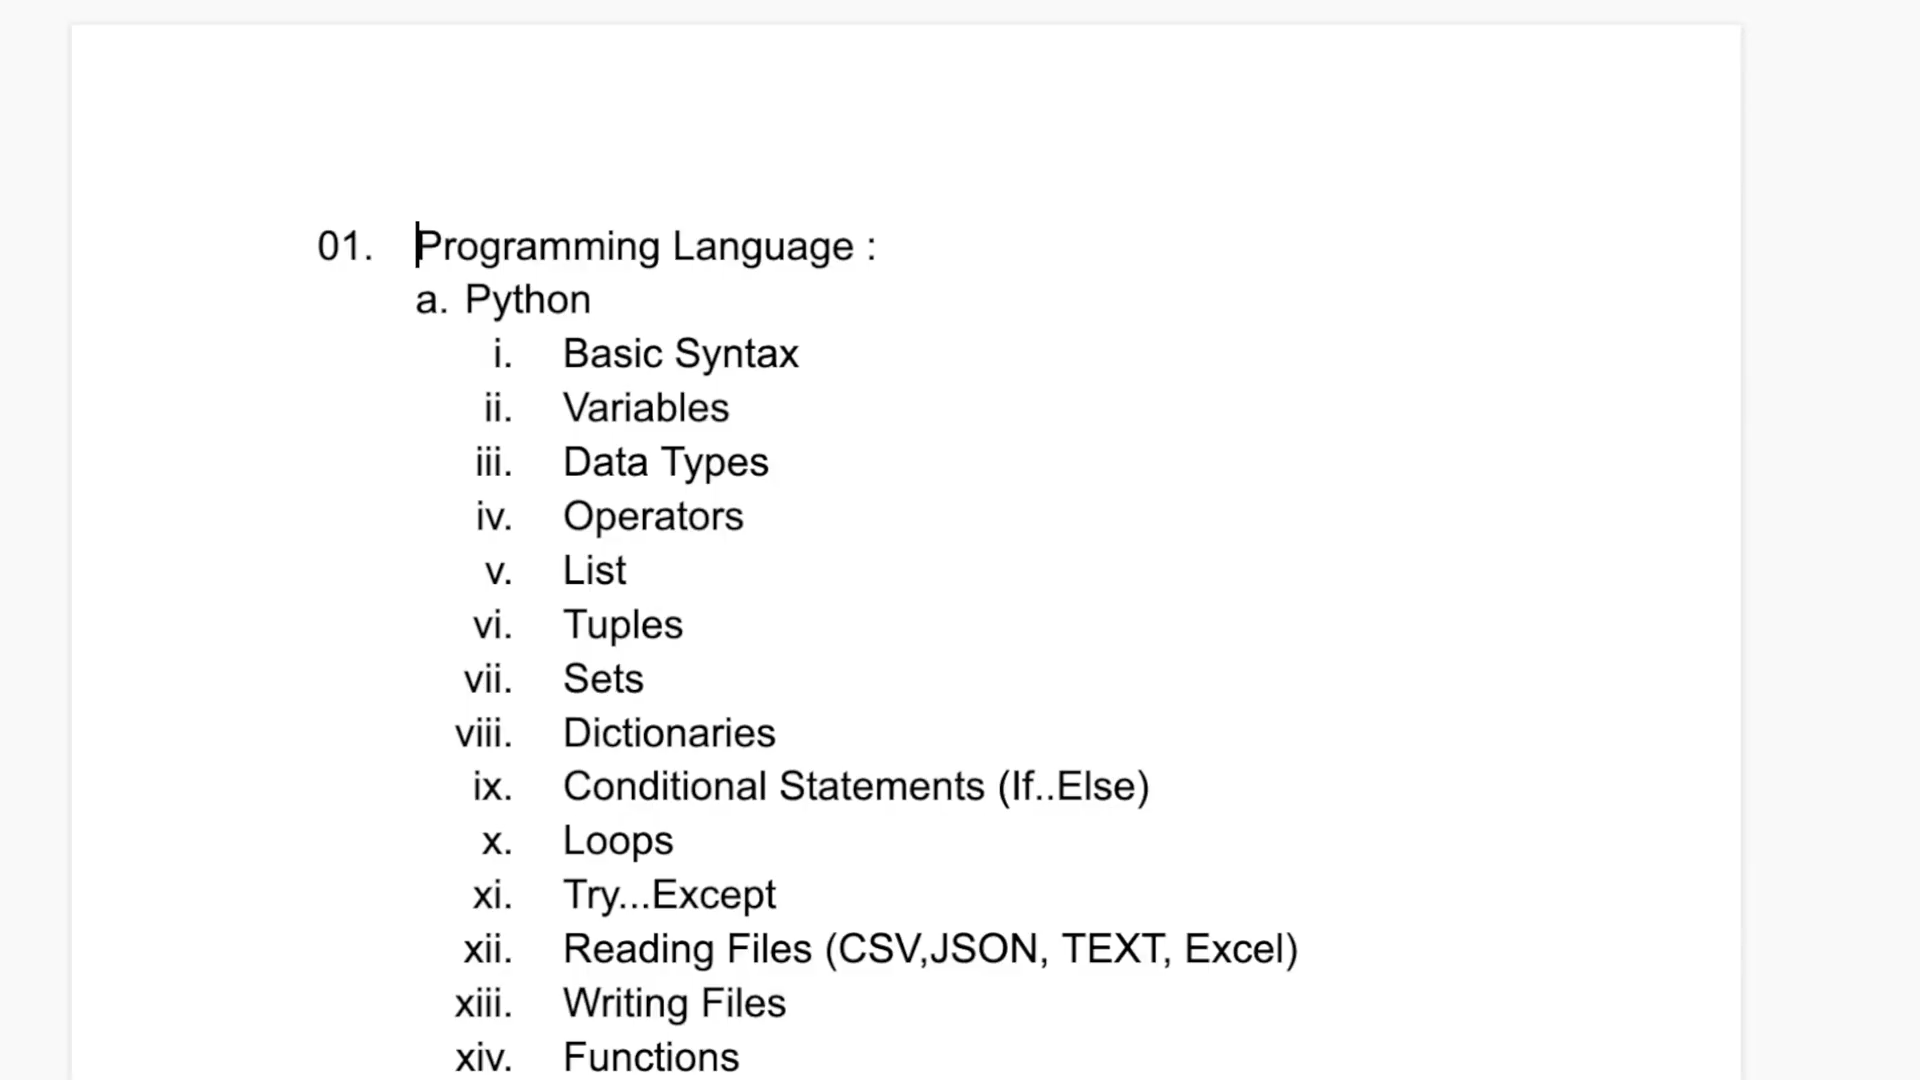 01. Programming Language :
a. Python
i. Basic Syntax
ii. Variables
iii. Data Types
iv. Operators
v. List
vi. Tuples
vii. Sets
viii. Dictionaries
ix. Conditional Statements (If..Else)
x. Loops
xi. Try...Except
xii. Reading Files (CSV,JSON, TEXT, Excel)
xiii. Writing Files
xiv. Functions